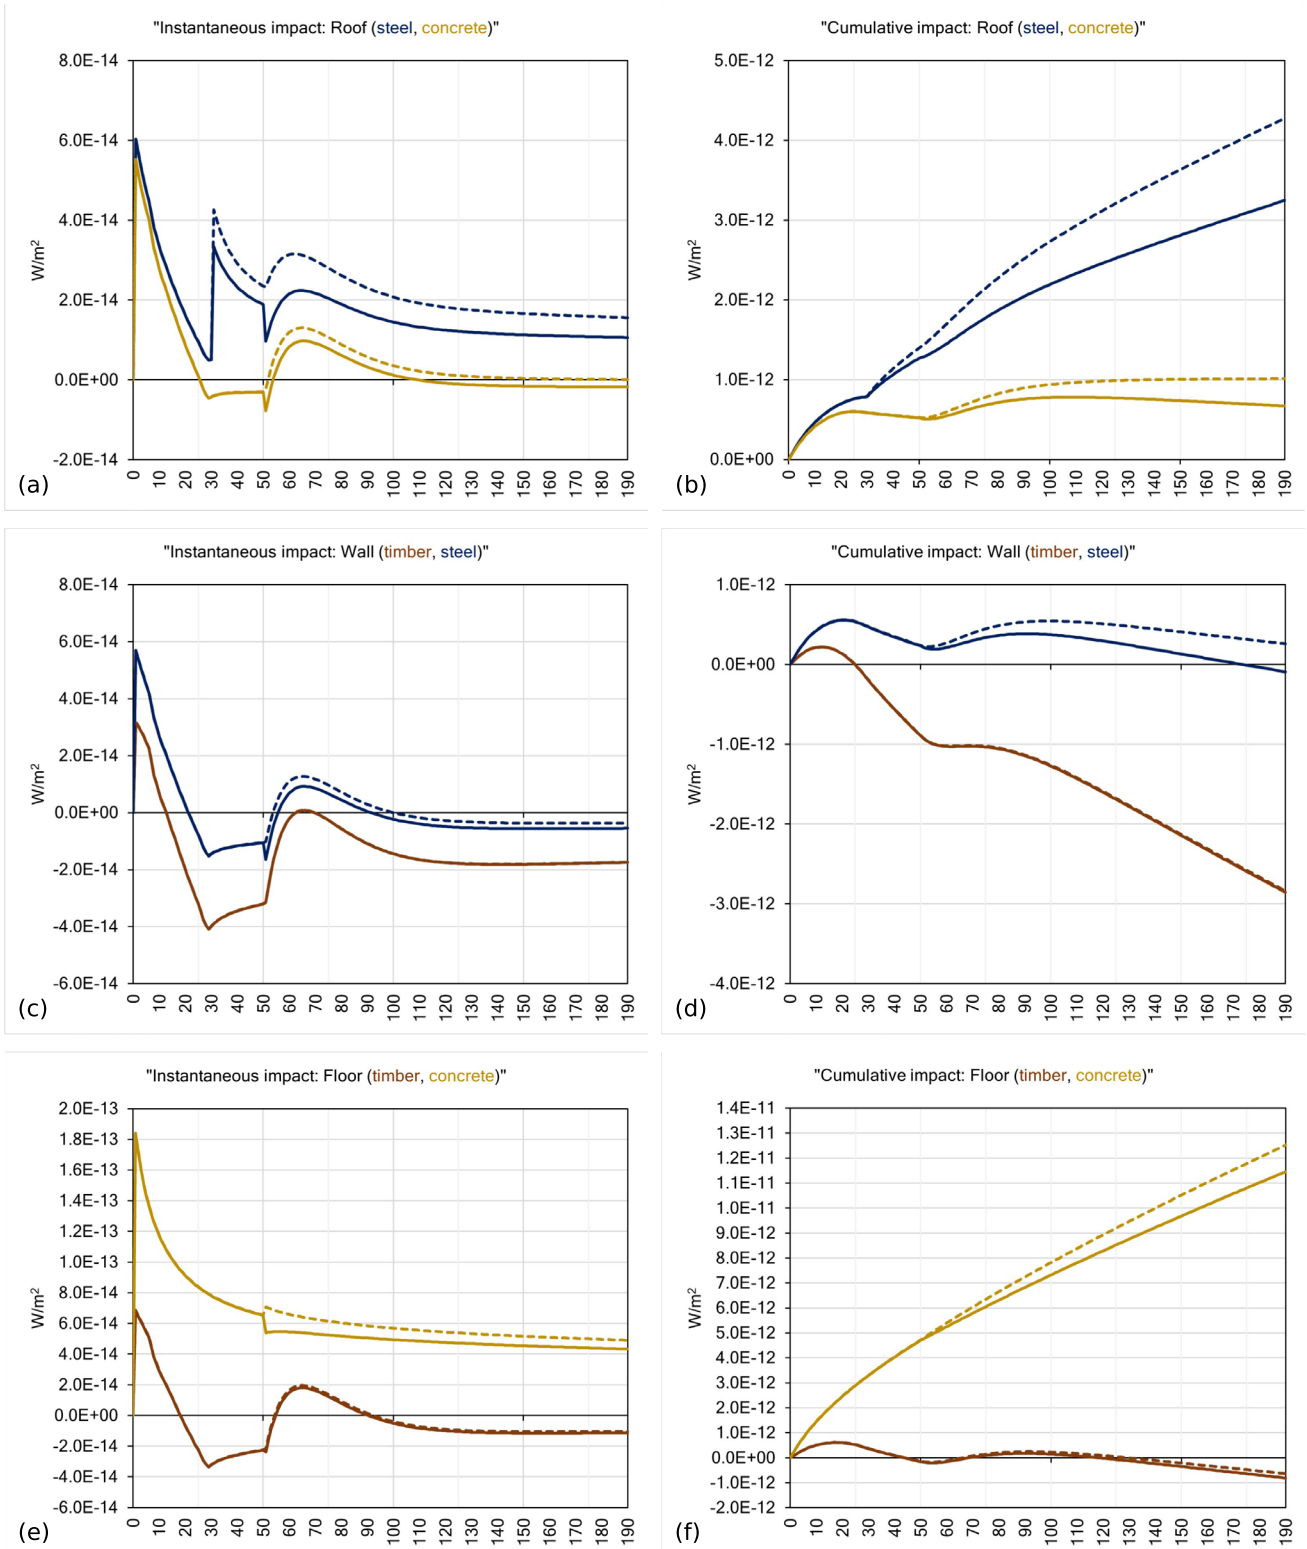 "Instantaneous impact: Roof (steel, concrete)"
8.0E-14
6.0E-14
4.0E-14
2.0E-14
0.0E+00
-2.0E-14
W/m²
0 10 20 30 40 50 60 70 80 90 100 110 120 130 140 150 160 170 180 190
(a)
"Cumulative impact: Roof (steel, concrete)"
5.0E-12
4.0E-12
3.0E-12
2.0E-12
1.0E-12
0.0E+00
W/m²
0 10 20 30 40 50 60 70 80 90 100 110 120 130 140 150 160 170 180 190
(b)
"Instantaneous impact: Wall (timber, steel)"
8.0E-14
6.0E-14
4.0E-14
2.0E-14
0.0E+00
-2.0E-14
-4.0E-14
-6.0E-14
W/m²
0 10 20 30 40 50 60 70 80 90 100 110 120 130 140 150 160 170 180 190
(c)
"Cumulative impact: Wall (timber, steel)"
1.0E-12
0.0E+00
-1.0E-12
-2.0E-12
-3.0E-12
-4.0E-12
W/m²
0 10 20 30 40 50 60 70 80 90 100 110 120 130 140 150 160 170 180 190
(d)
"Instantaneous impact: Floor (timber, concrete)"
2.0E-13
1.8E-13
1.6E-13
1.4E-13
1.2E-13
1.0E-13
8.0E-14
6.0E-14
4.0E-14
2.0E-14
0.0E+00
-2.0E-14
-4.0E-14
-6.0E-14
W/m²
0 10 20 30 40 50 60 70 80 90 100 110 120 130 140 150 160 170 180 190
(e)
"Cumulative impact: Floor (timber, concrete)"
1.4E-11
1.3E-11
1.2E-11
1.1E-11
1.0E-11
9.0E-12
8.0E-12
7.0E-12
6.0E-12
5.0E-12
4.0E-12
3.0E-12
2.0E-12
1.0E-12
0.0E+00
-1.0E-12
-2.0E-12
W/m²
0 10 20 30 40 50 60 70 80 90 100 110 120 130 140 150 160 170 180 190
(f)